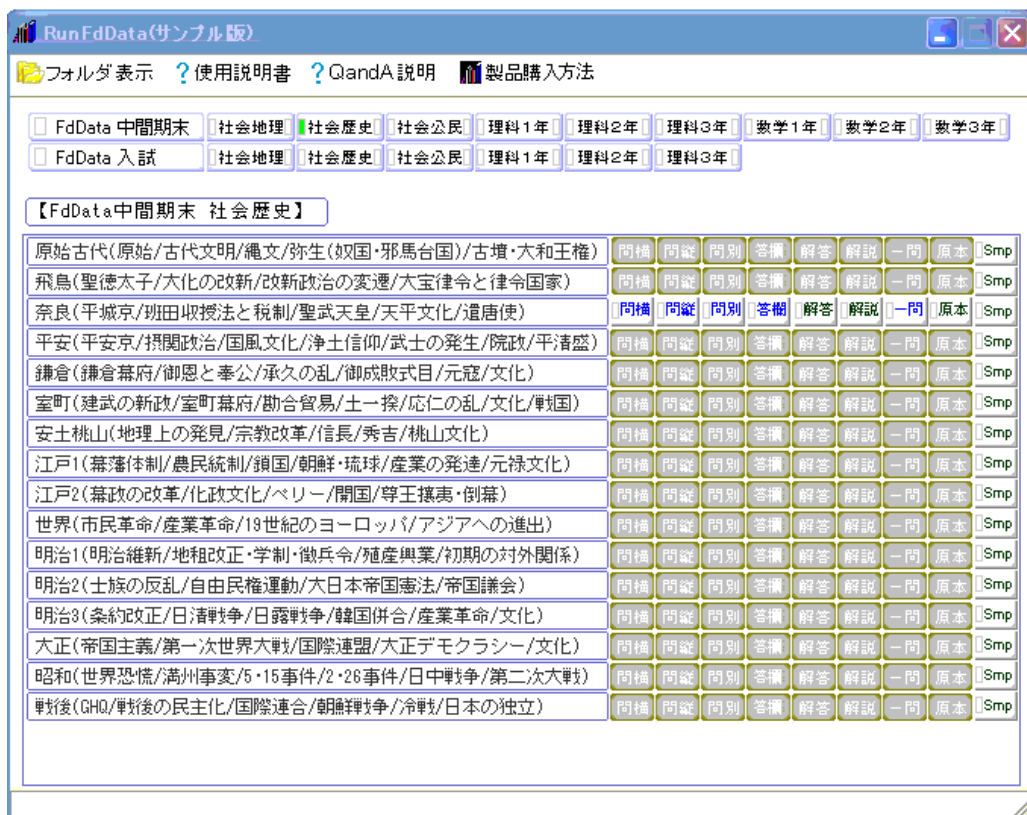 RunFdData(サンプル版)
フォルダ表示 ?使用説明書 ?QandA説明 製品購入方法
FdData 中間期末 社会地理 社会歴史 社会公民 理科1年 理科2年 理科3年 数学1年 数学2年 数学3年
FdData 入試 社会地理 社会歴史 社会公民 理科1年 理科2年 理科3年
【FdData中間期末 社会歴史】
原始古代(原始/古代文明/縄文/弥生(奴国・邪馬台国)/古墳・大和王権) 問横 問縦 問別 答欄 解答 解説 一問 原本 Smp
飛鳥(聖徳太子/大化の改新/改新政治の変遷/大宝律令と律令国家) 問横 問縦 問別 答欄 解答 解説 一問 原本 Smp
奈良(平城京/班田収授法と税制/聖武天皇/天平文化/遣唐使) 問横 問縦 問別 答欄 解答 解説 一問 原本 Smp
平安(平安京/摂関政治/国風文化/浄土信仰/武士の発生/院政/平清盛) 問横 問縦 問別 答欄 解答 解説 一問 原本 Smp
鎌倉(鎌倉幕府/御恩と奉公/承久の乱/御成敗式目/元寇/文化) 問横 問縦 問別 答欄 解答 解説 一問 原本 Smp
室町(建武の新政/室町幕府/勘合貿易/土一揆/応仁の乱/文化/戦国) 問横 問縦 問別 答欄 解答 解説 一問 原本 Smp
安土桃山(地理上の発見/宗教改革/信長/秀吉/桃山文化) 問横 問縦 問別 答欄 解答 解説 一問 原本 Smp
江戸1(幕藩体制/農民統制/鎖国/朝鮮・琉球/産業の発達/元禄文化) 問横 問縦 問別 答欄 解答 解説 一問 原本 Smp
江戸2(幕政の改革/化政文化/ペリー/開国/尊王攘夷・倒幕) 問横 問縦 問別 答欄 解答 解説 一問 原本 Smp
世界(市民革命/産業革命/19世紀のヨーロッパ/アジアへの進出) 問横 問縦 問別 答欄 解答 解説 一問 原本 Smp
明治1(明治維新/地租改正・学制・徴兵令/殖産興業/初期の対外関係) 問横 問縦 問別 答欄 解答 解説 一問 原本 Smp
明治2(士族の反乱/自由民権運動/大日本帝国憲法/帝国議会) 問横 問縦 問別 答欄 解答 解説 一問 原本 Smp
明治3(条約改正/日清戦争/日露戦争/韓国併合/産業革命/文化) 問横 問縦 問別 答欄 解答 解説 一問 原本 Smp
大正(帝国主義/第一次世界大戦/国際連盟/大正デモクラシー/文化) 問横 問縦 問別 答欄 解答 解説 一問 原本 Smp
昭和(世界恐慌/満州事変/5・15事件/2・26事件/日中戦争/第二次大戦) 問横 問縦 問別 答欄 解答 解説 一問 原本 Smp
戦後(GHQ/戦後の民主化/国際連合/朝鮮戦争/冷戦/日本の独立) 問横 問縦 問別 答欄 解答 解説 一問 原本 Smp